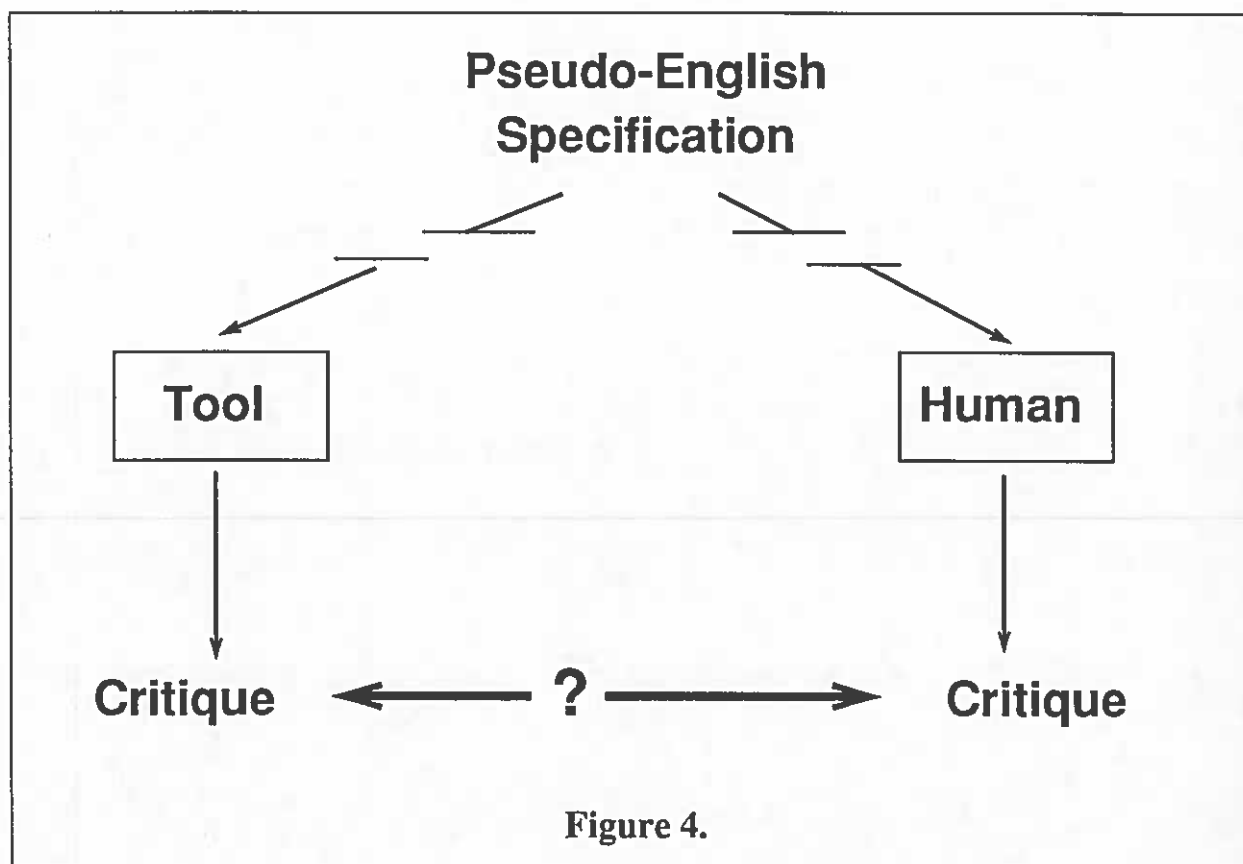 Pseudo-English
Specification
Tool
Human
Critique
?
Critique
Figure 4.